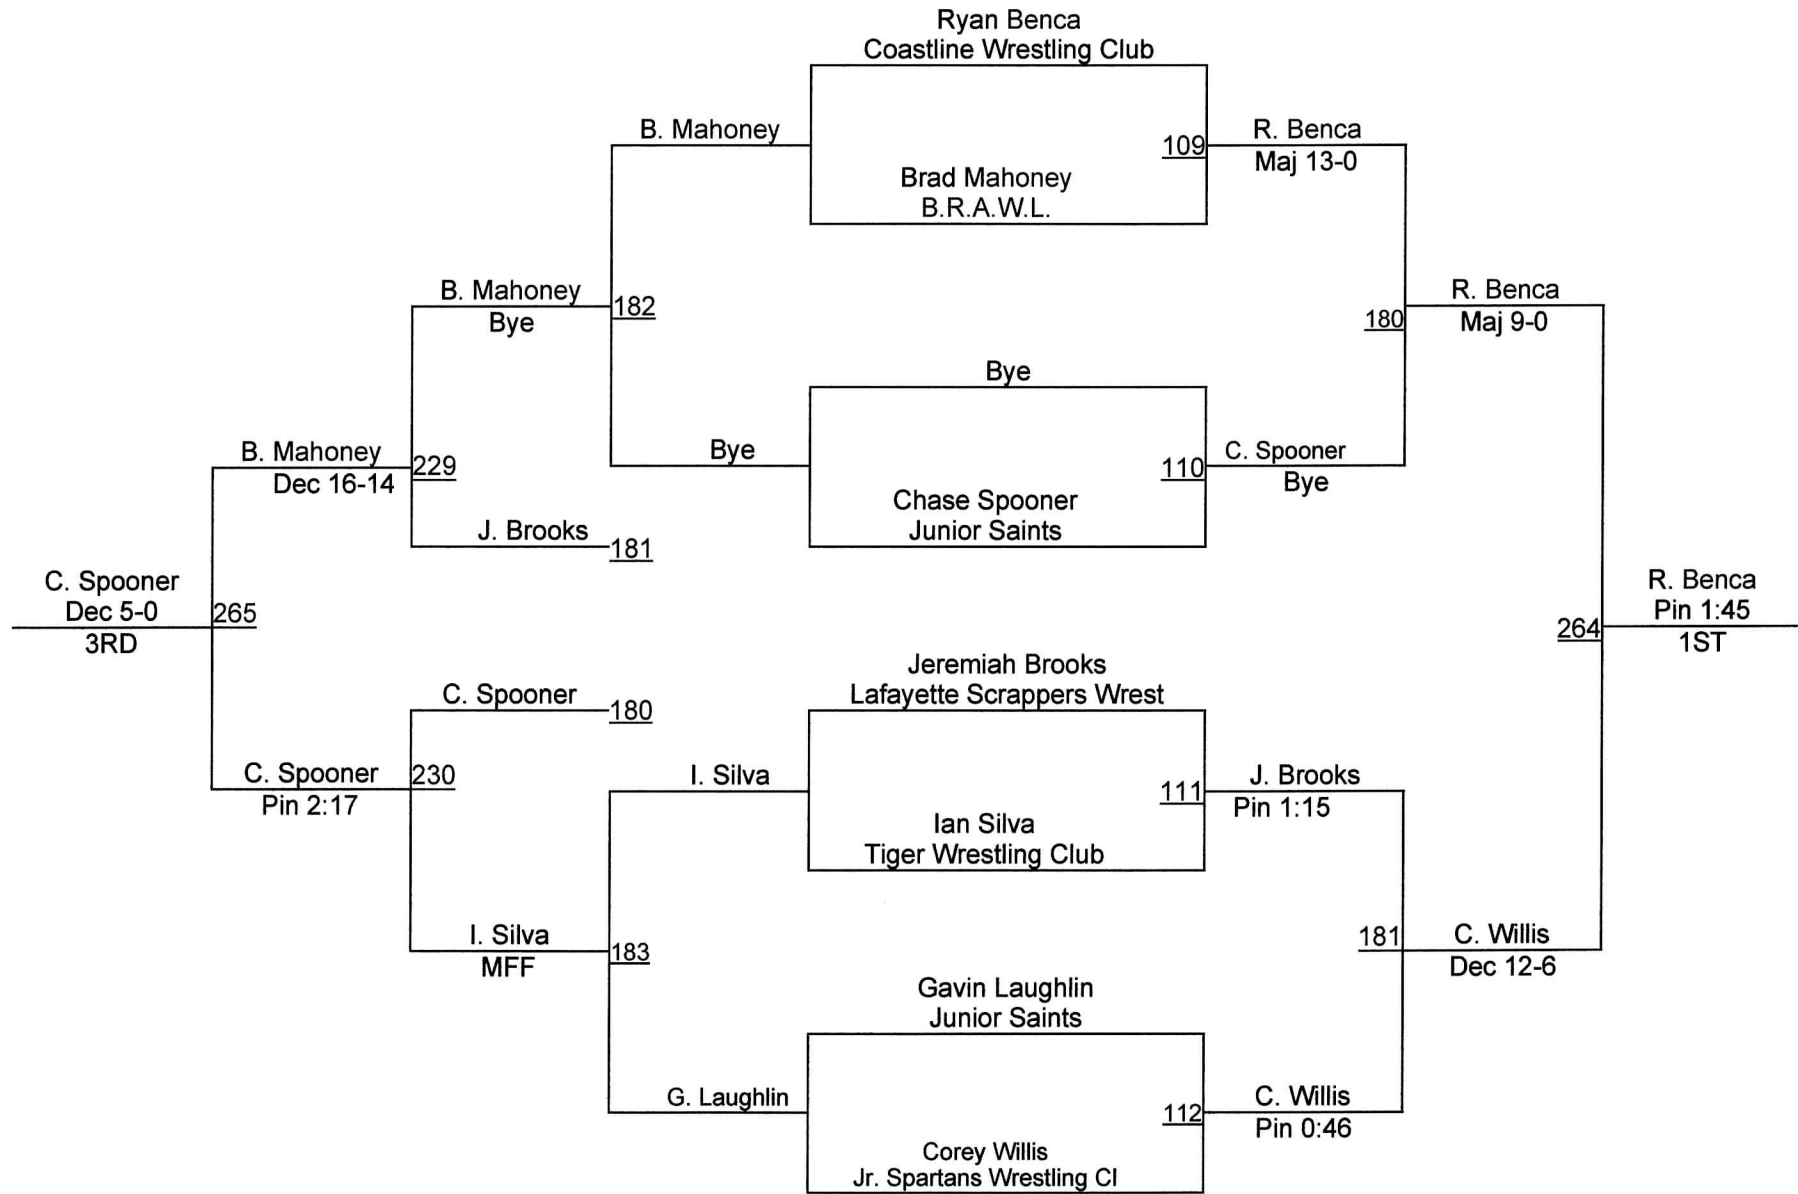 Ryan Benca
Coastline Wrestling Club
B. Mahoney
109
R. Benca
Maj 13-0
Brad Mahoney
B.R.A.W.L.
B. Mahoney
Bye
182
180
R. Benca
Maj 9-0
Bye
B. Mahoney
Dec 16-14
229
Bye
110
C. Spooner
Bye
Chase Spooner
Junior Saints
J. Brooks
181
C. Spooner
Dec 5-0
3RD
265
264
R. Benca
Pin 1:45
1ST
Jeremiah Brooks
Lafayette Scrappers Wrest
C. Spooner
180
C. Spooner
Pin 2:17
230
I. Silva
111
J. Brooks
Pin 1:15
Ian Silva
Tiger Wrestling Club
I. Silva
MFF
183
181
C. Willis
Dec 12-6
Gavin Laughlin
Junior Saints
G. Laughlin
112
C. Willis
Pin 0:46
Corey Willis
Jr. Spartans Wrestling Cl